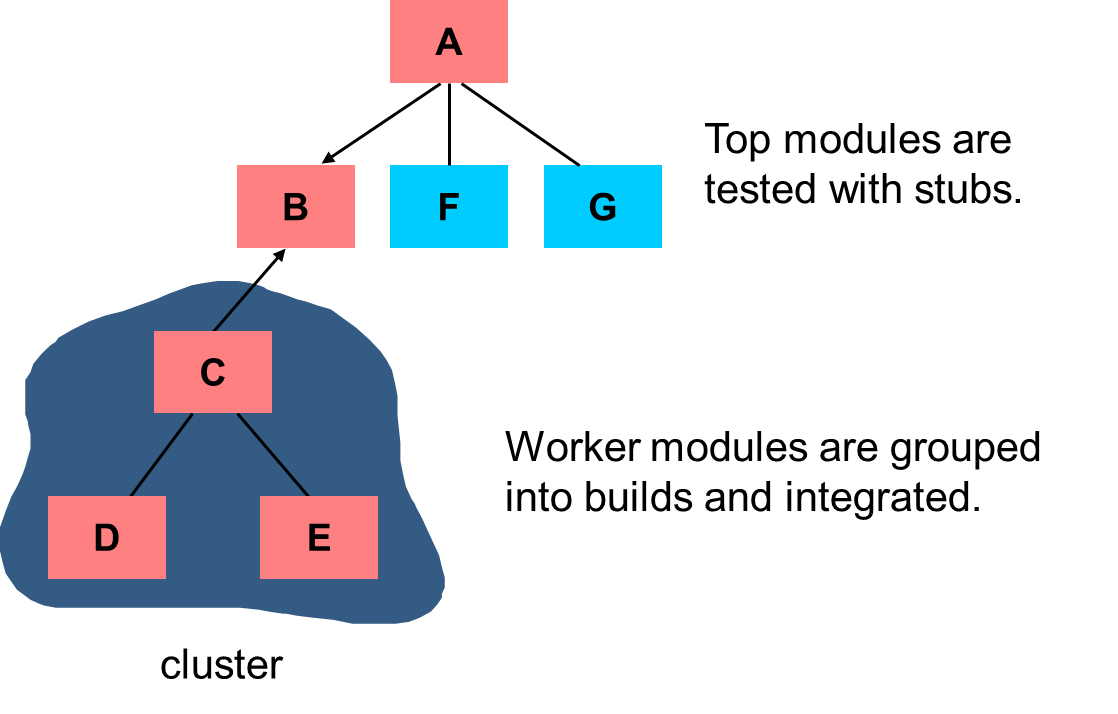 A
B
F
G
Top modules are
tested with stubs.
C
Worker modules are grouped
into builds and integrated.
D
E
cluster